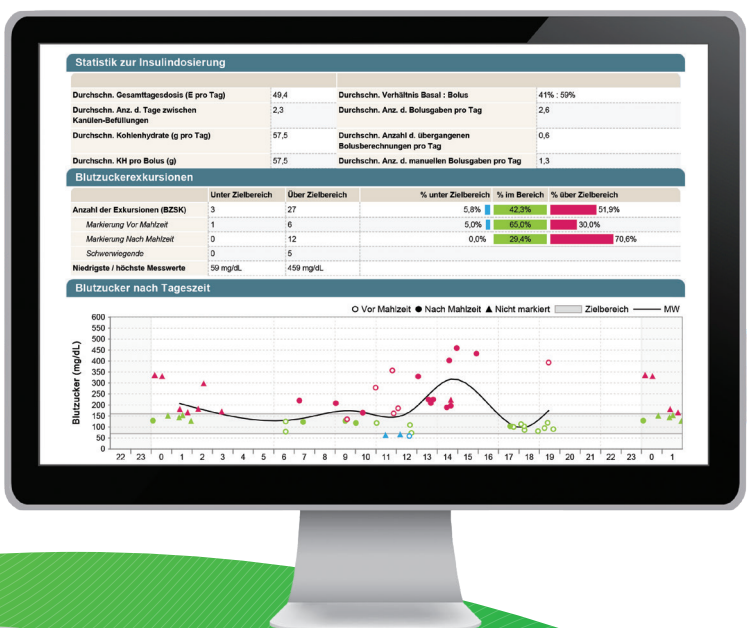 Statistik zur Insulindosierung
Durchschn. Gesamttagesdosis (E pro Tag) 49,4 Durchschn. Verhältnis Basal : Bolus 41% : 59%
Durchschn. Anz. d. Tage zwischen Kanülen-Befüllungen 2,3 Durchschn. Anz. d. Bolusgaben pro Tag 2,6
Durchschn. Kohlenhydrate (g pro Tag) 57,5 Durchschn. Anzahl d. übergangenen Bolusberechnungen pro Tag 0,6
Durchschn. KH pro Bolus (g) 57,5 Durchschn. Anz. d. manuellen Bolusgaben pro Tag 1,3
Blutzuckerexkursionen
Unter Zielbereich Über Zielbereich % unter Zielbereich % im Bereich % über Zielbereich
Anzahl der Exkursionen (BZSK) 3 27 5,8% 42,3% 51,9%
Markierung Vor Mahlzeit 1 6 5,0% 65,0% 30,0%
Markierung Nach Mahlzeit 0 12 0,0% 29,4% 70,6%
Schwerwiegende 0 5
Niedrigste / höchste Messwerte 59 mg/dL 459 mg/dL
Blutzucker nach Tageszeit
Vor Mahlzeit Nach Mahlzeit Nicht markiert Zielbereich MW
Blutzucker (mg/dL)
600
550
500
450
400
350
300
250
200
150
100
50
0
22 23 0 1 2 3 4 5 6 7 8 9 10 11 12 13 14 15 16 17 18 19 20 21 22 23 0 1